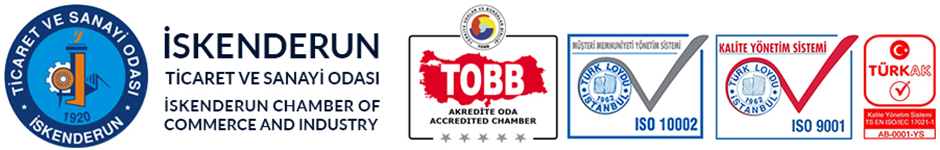 TİCARET VE SANAYİ ODASI
1920
İSKENDERUN
İSKENDERUN
TİCARET VE SANAYİ ODASI
İSKENDERUN CHAMBER OF
COMMERCE AND INDUSTRY
TOBB
TOBB
AKREDİTE ODA
ACCREDITED CHAMBER
MÜŞTERİ MEMNUNİYETİ YÖNETİM SİSTEMİ
TÜRK LOYDU
1962
İSTANBUL
ISO 10002
KALİTE YÖNETİM SİSTEMİ
TÜRK LOYDU
1962
İSTANBUL
ISO 9001
TÜRKAK
Kalite Yönetim Sistemi
TS EN ISO/IEC 17021-1
AB-0001-YS